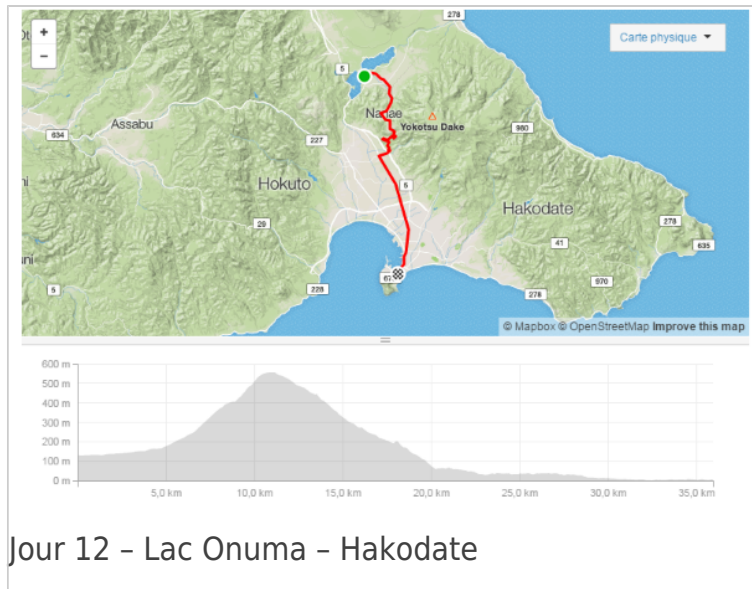 278
+
Carte physique
−
5
Nanae
Assabu
Yokotsu Dake
634
980
227
Hokuto
5
Hakodate
29
278
41
635
5
228
970
278
© Mapbox © OpenStreetMap Improve this map
600 m
500 m
400 m
300 m
200 m
100 m
0 m
5,0 km 10,0 km 15,0 km 20,0 km 25,0 km 30,0 km 35,0 km
Jour 12 – Lac Onuma – Hakodate